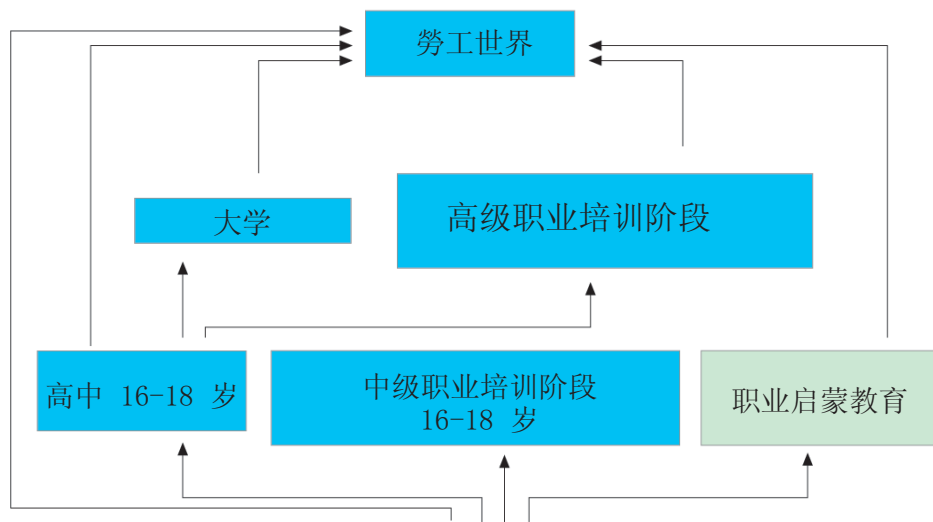 勞工世界
大学
高级职业培训阶段
高中 16-18 岁
中级职业培训阶段
16-18 岁
职业启蒙教育